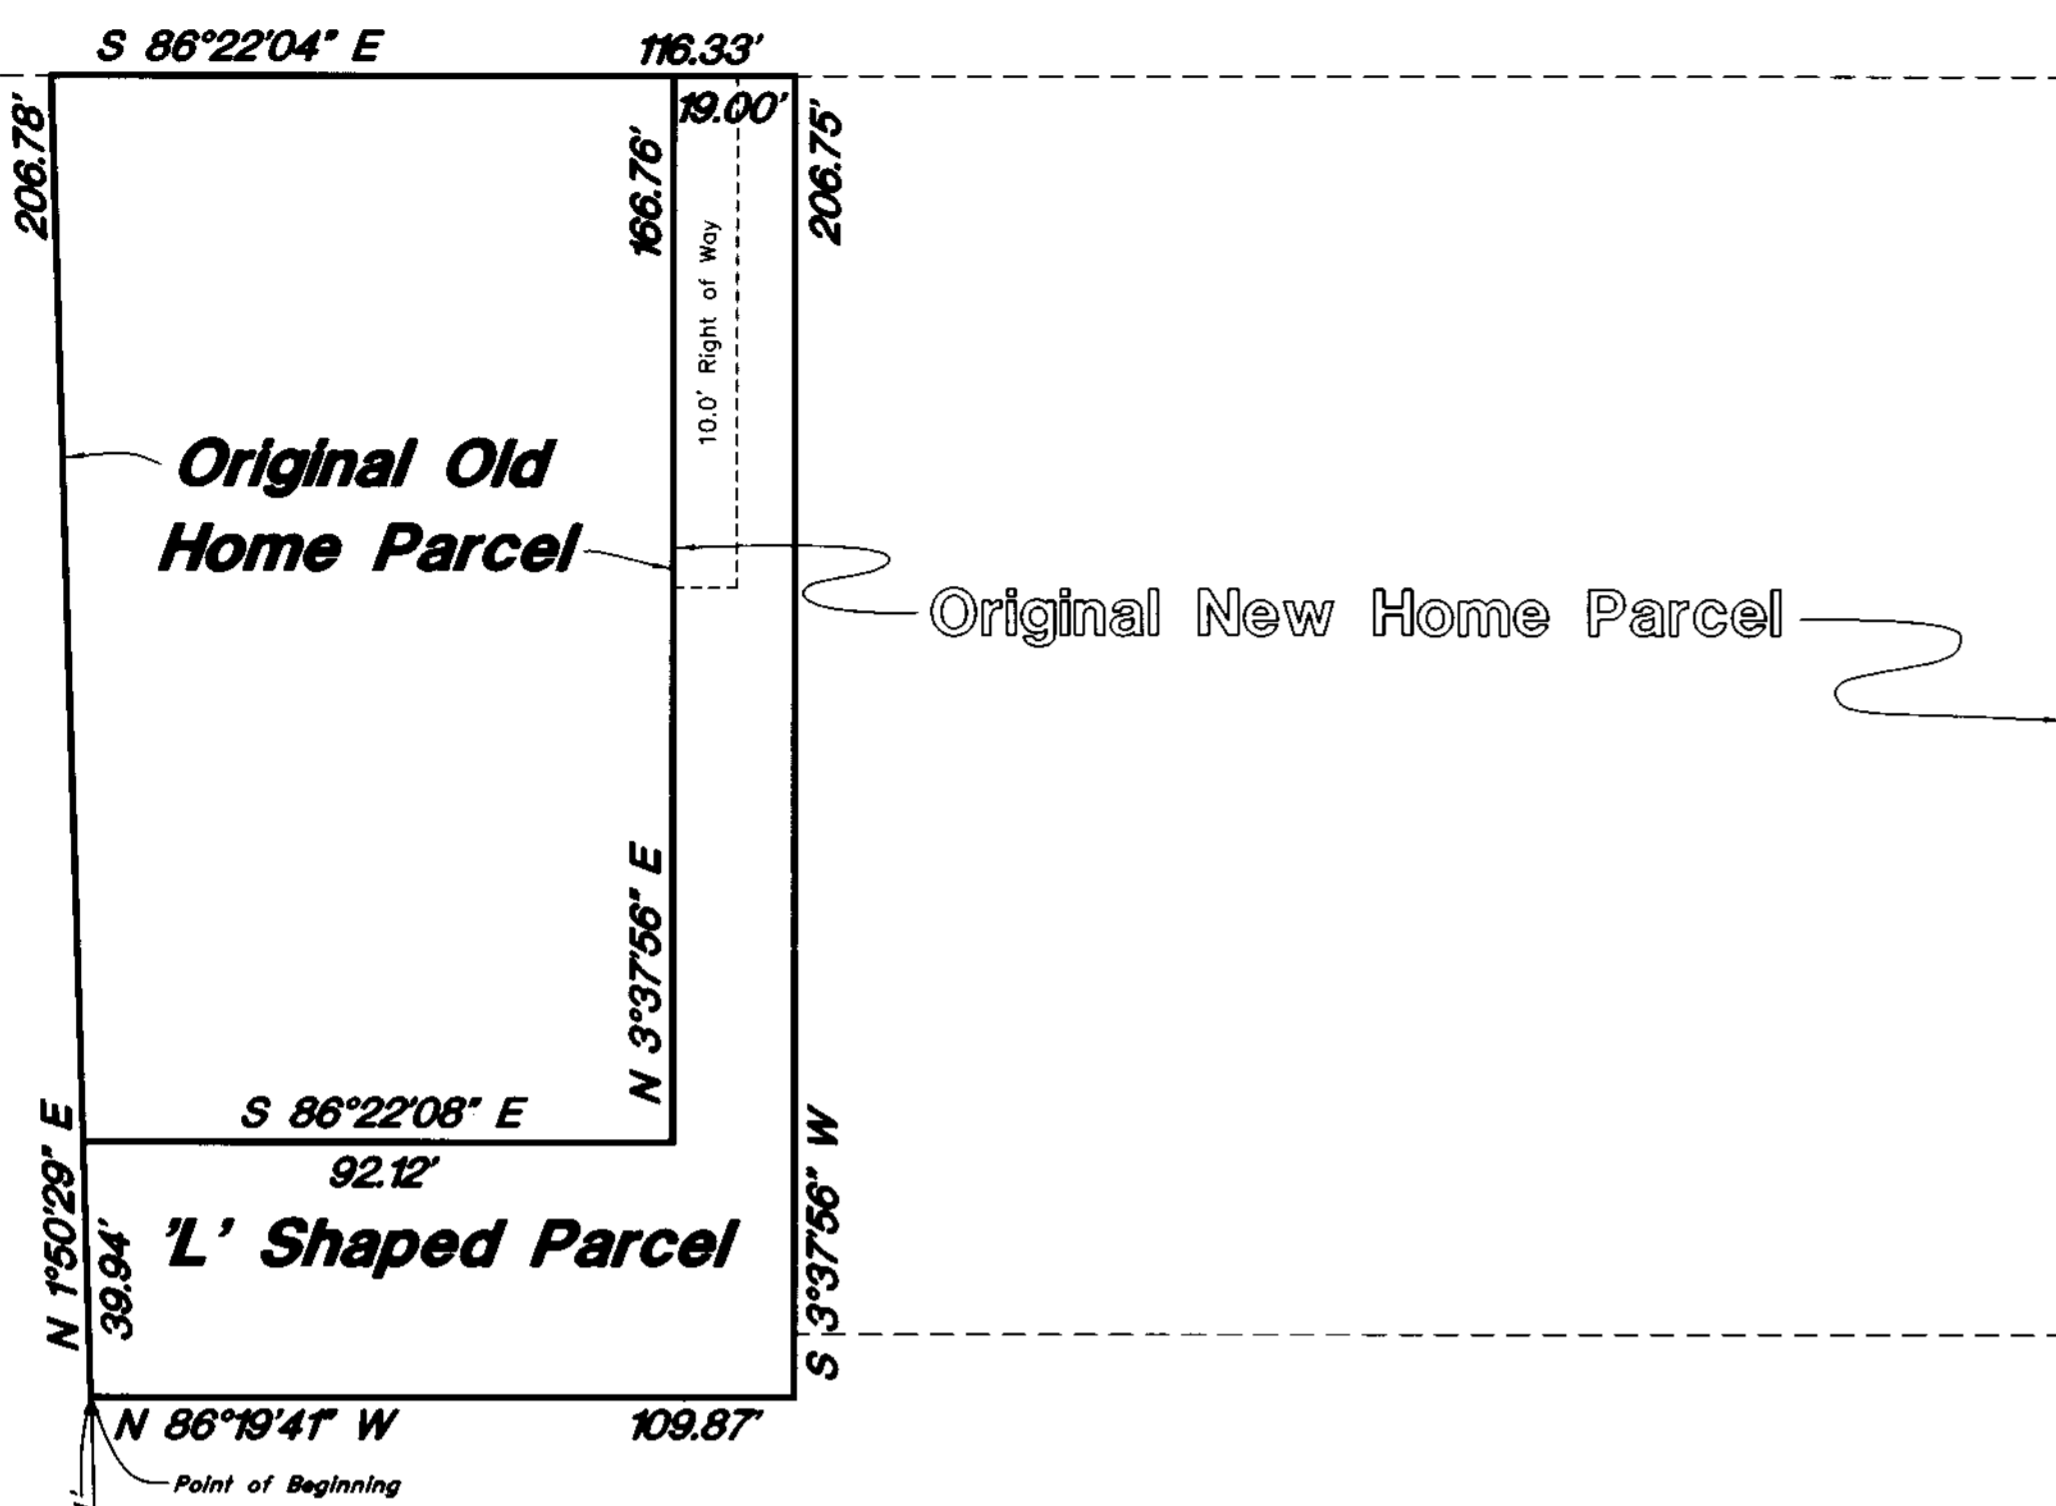 S 86°22'04" E 116.33'
206.78'
19.00'
166.76'
206.75'
10.0' Right of Way
Original Old
Home Parcel
Original New Home Parcel
N 3°37'56" E
S 86°22'08" E
92.12'
N 1°50'29" E
39.94'
'L' Shaped Parcel
S 3°37'56" W
N 86°19'41" W 109.87'
Point of Beginning